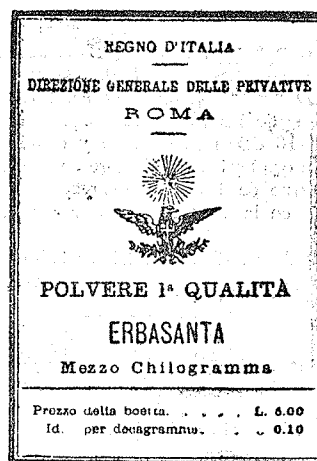 REGNO D'ITALIA
DIREZIONE GENERALE DELLE PRIVATIVE
ROMA
POLVERE 1ª QUALITÀ
ERBASANTA
Mezzo Chilogramma
Prezzo della boetta. . . . . L. 6.00
Id. per decagramma. . . „ 0.10